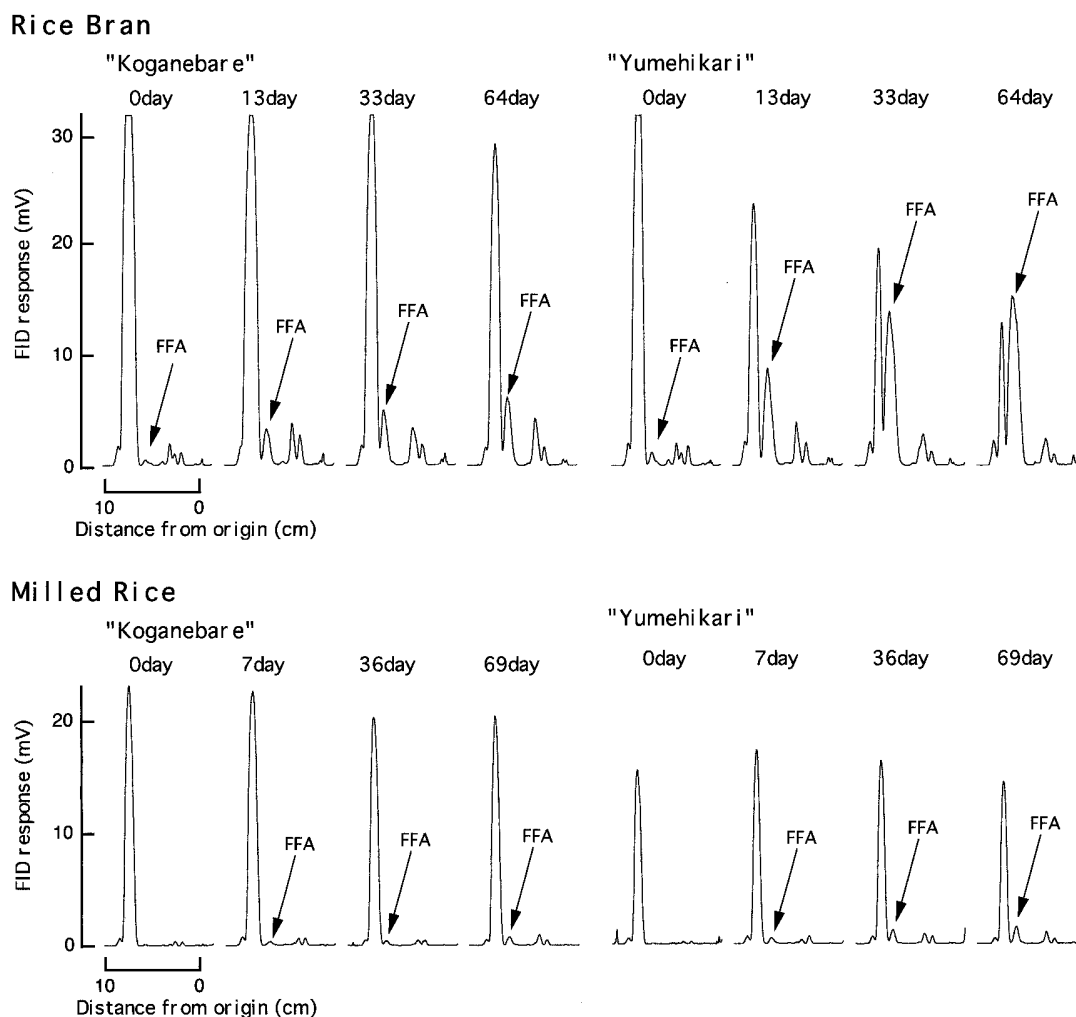 Rice Bran
"Koganebare" "Yumehikari"
0day 13day 33day 64day 0day 13day 33day 64day
30
20
10
0
FID response (mV)
FFA FFA FFA FFA FFA FFA FFA FFA
10 0
Distance from origin (cm)
Milled Rice
"Koganebare" "Yumehikari"
0day 7day 36day 69day 0day 7day 36day 69day
20
10
0
FID response (mV)
FFA FFA FFA FFA FFA FFA
10 0
Distance from origin (cm)